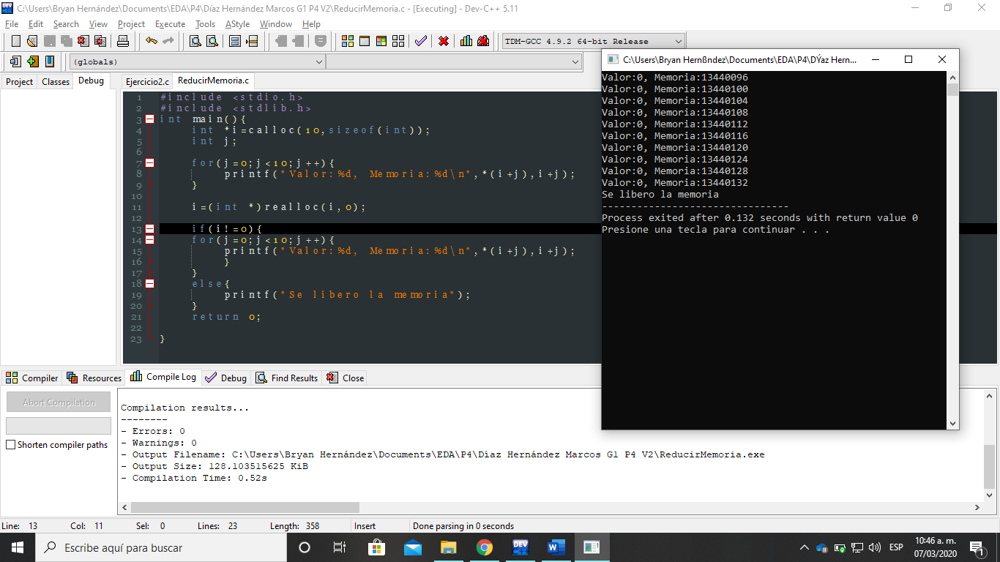 C:\Users\Bryan Hernández\Documents\EDA\P4\Díaz Hernández Marcos G1 P4 V2\ReducirMemoria.c - [Executing] - Dev-C++ 5.11
File Edit Search View Project Execute Tools AStyle Window Help
TDM-GCC 4.9.2 64-bit Release
(globals)
Project Classes Debug
Ejercicio2.c ReducirMemoria.c
1 #include <stdio.h>
2 #include <stdlib.h>
3 int main(){
4 int *i=calloc(10,sizeof(int));
5 int j;
6
7 for(j=0;j<10;j++){
8 printf("Valor:%d, Memoria:%d\n",*(i+j),i+j);
9 }
10
11 i=(int *)realloc(i,0);
12
13 if(i!=0){
14 for(j=0;j<10;j++){
15 printf("Valor:%d, Memoria:%d\n",*(i+j),i+j);
16 }
17 }
18 else{
19 printf("Se libero la memoria");
20 }
21 return 0;
22
23 }
C:\Users\Bryan Hernßndez\Documents\EDA\P4\DÝaz Hern...
Valor:0, Memoria:13440096
Valor:0, Memoria:13440100
Valor:0, Memoria:13440104
Valor:0, Memoria:13440108
Valor:0, Memoria:13440112
Valor:0, Memoria:13440116
Valor:0, Memoria:13440120
Valor:0, Memoria:13440124
Valor:0, Memoria:13440128
Valor:0, Memoria:13440132
Se libero la memoria
--------------------------------
Process exited after 0.132 seconds with return value 0
Presione una tecla para continuar . . .
Compiler Resources Compile Log Debug Find Results Close
Abort Compilation
Shorten compiler paths
Compilation results...
--------
- Errors: 0
- Warnings: 0
- Output Filename: C:\Users\Bryan Hernández\Documents\EDA\P4\Díaz Hernández Marcos G1 P4 V2\ReducirMemoria.exe
- Output Size: 128.103515625 KiB
- Compilation Time: 0.52s
Line: 13 Col: 11 Sel: 0 Lines: 23 Length: 358 Insert Done parsing in 0 seconds
Escribe aquí para buscar
DEV
W
ESP
10:46 a. m.
07/03/2020
1